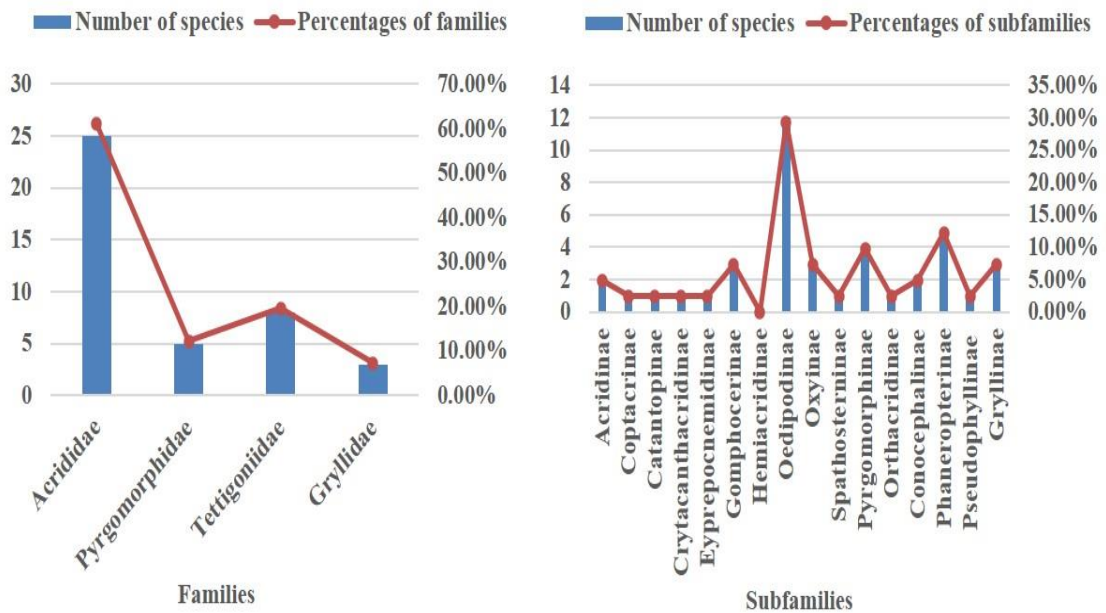 Number of species Percentages of families
30
25
20
15
10
5
0
70.00%
60.00%
50.00%
40.00%
30.00%
20.00%
10.00%
0.00%
Acrididae
Pyrgomorphidae
Tettigoniidae
Gryllidae
Families
Number of species Percentages of subfamilies
14
12
10
8
6
4
2
0
35.00%
30.00%
25.00%
20.00%
15.00%
10.00%
5.00%
0.00%
Acridinae
Coptacrinae
Catantopinae
Crytacanthacridinae
Eyprepocnemidinae
Gomphocerinae
Hemiacridinae
Oedipodinae
Oxyinae
Spathosterninae
Pyrgomorphinae
Orthacridinae
Conocephalinae
Phaneropterinae
Pseudophyllinae
Gryllinae
Subfamilies